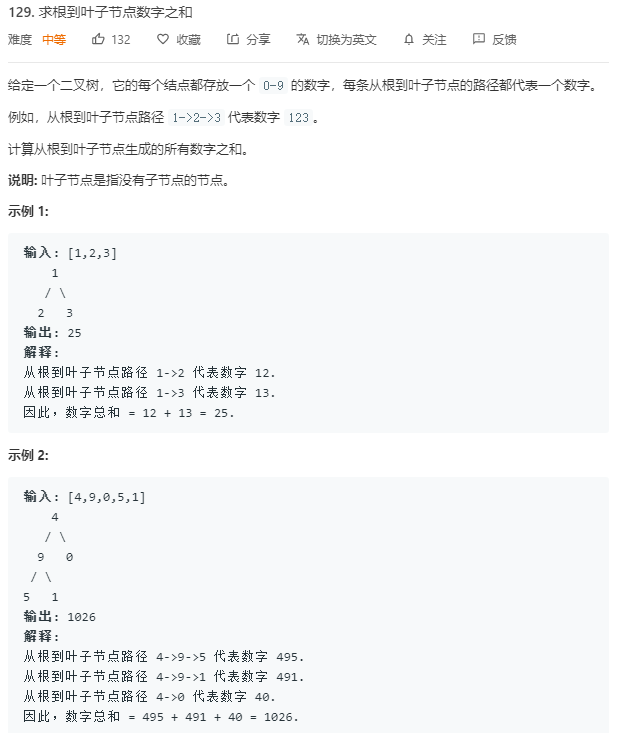 129. 求根到叶子节点数字之和
难度 中等 132 收藏 分享 切换为英文 关注 反馈
给定一个二叉树，它的每个结点都存放一个 0-9 的数字，每条从根到叶子节点的路径都代表一个数字。
例如，从根到叶子节点路径 1->2->3 代表数字 123。
计算从根到叶子节点生成的所有数字之和。
说明: 叶子节点是指没有子节点的节点。
示例 1:
输入: [1,2,3]
1
/ \
2 3
输出: 25
解释:
从根到叶子节点路径 1->2 代表数字 12.
从根到叶子节点路径 1->3 代表数字 13.
因此，数字总和 = 12 + 13 = 25.
示例 2:
输入: [4,9,0,5,1]
4
/ \
9 0
/ \
5 1
输出: 1026
解释:
从根到叶子节点路径 4->9->5 代表数字 495.
从根到叶子节点路径 4->9->1 代表数字 491.
从根到叶子节点路径 4->0 代表数字 40.
因此，数字总和 = 495 + 491 + 40 = 1026.